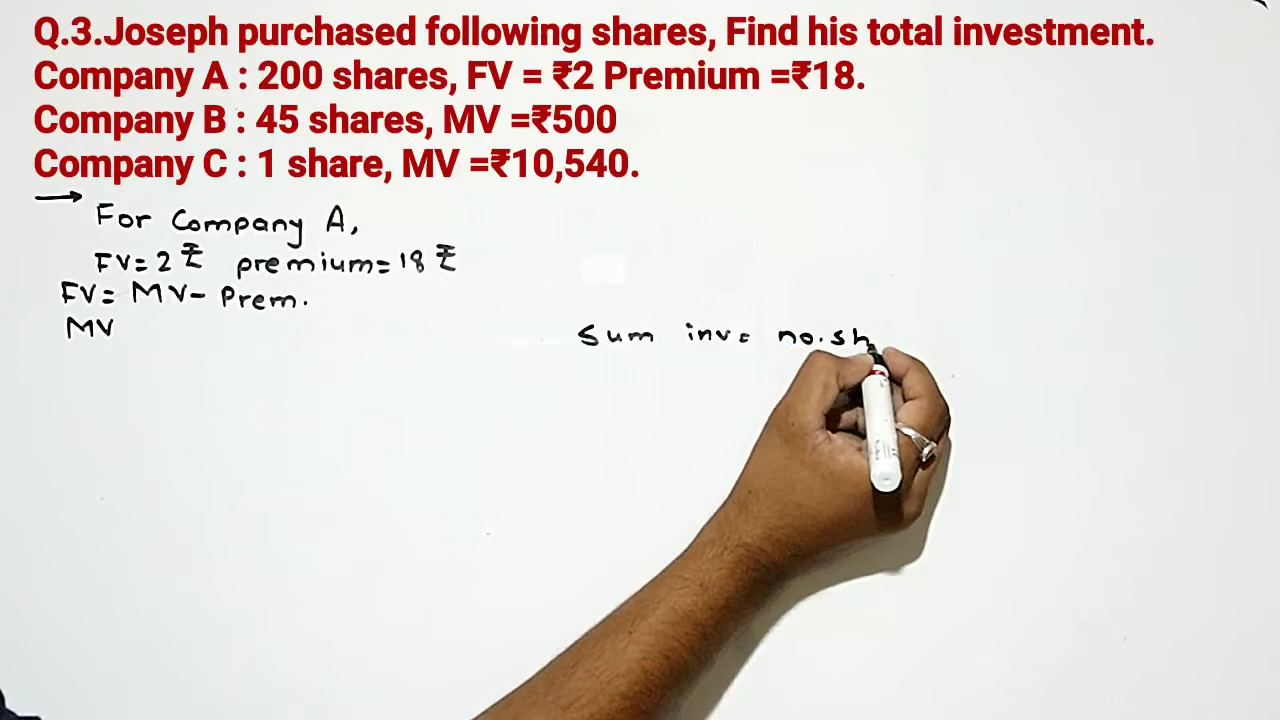 Q.3.Joseph purchased following shares, Find his total investment.
Company A : 200 shares, FV = ₹2 Premium =₹18.
Company B : 45 shares, MV =₹500
Company C : 1 share, MV =₹10,540.
For Company A,
FV=2 ₹ premium=18 ₹
FV= MV- Prem.
MV
Sum inv= no.sh